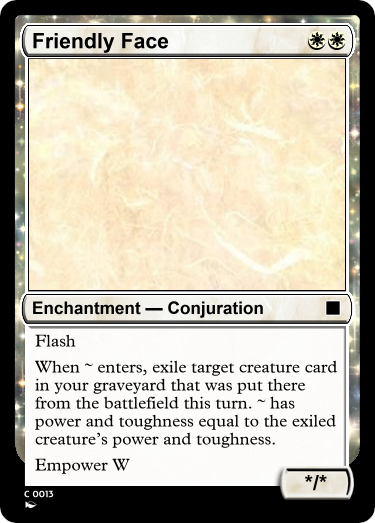 Friendly Face
Enchantment — Conjuration
Flash
When ~ enters, exile target creature card
in your graveyard that was put there
from the battlefield this turn. ~ has
power and toughness equal to the exiled
creature's power and toughness.
Empower W
*/*
C 0013